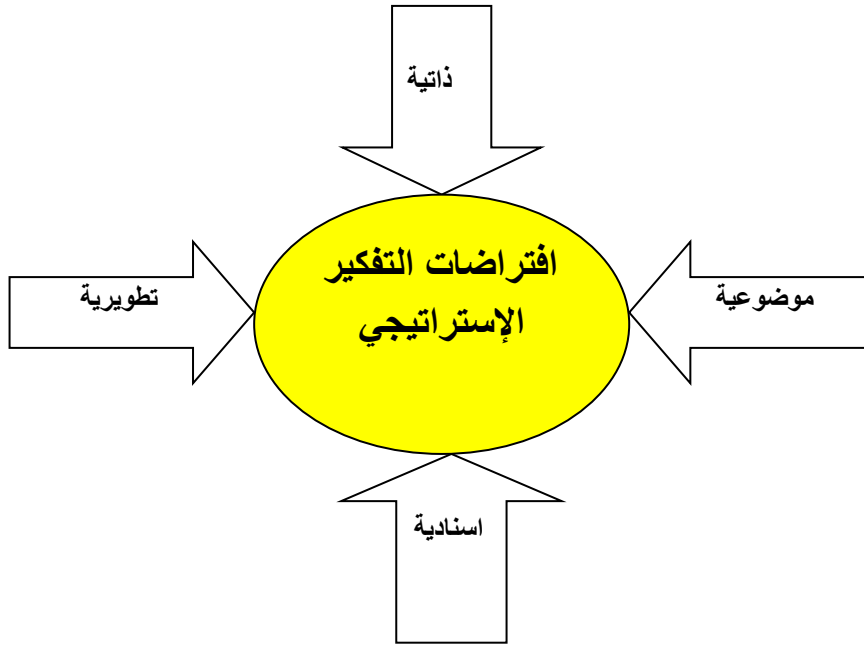 ذاتية
افتراضات التفكير
الإستراتيجي
موضوعية
تطويرية
اسنادية